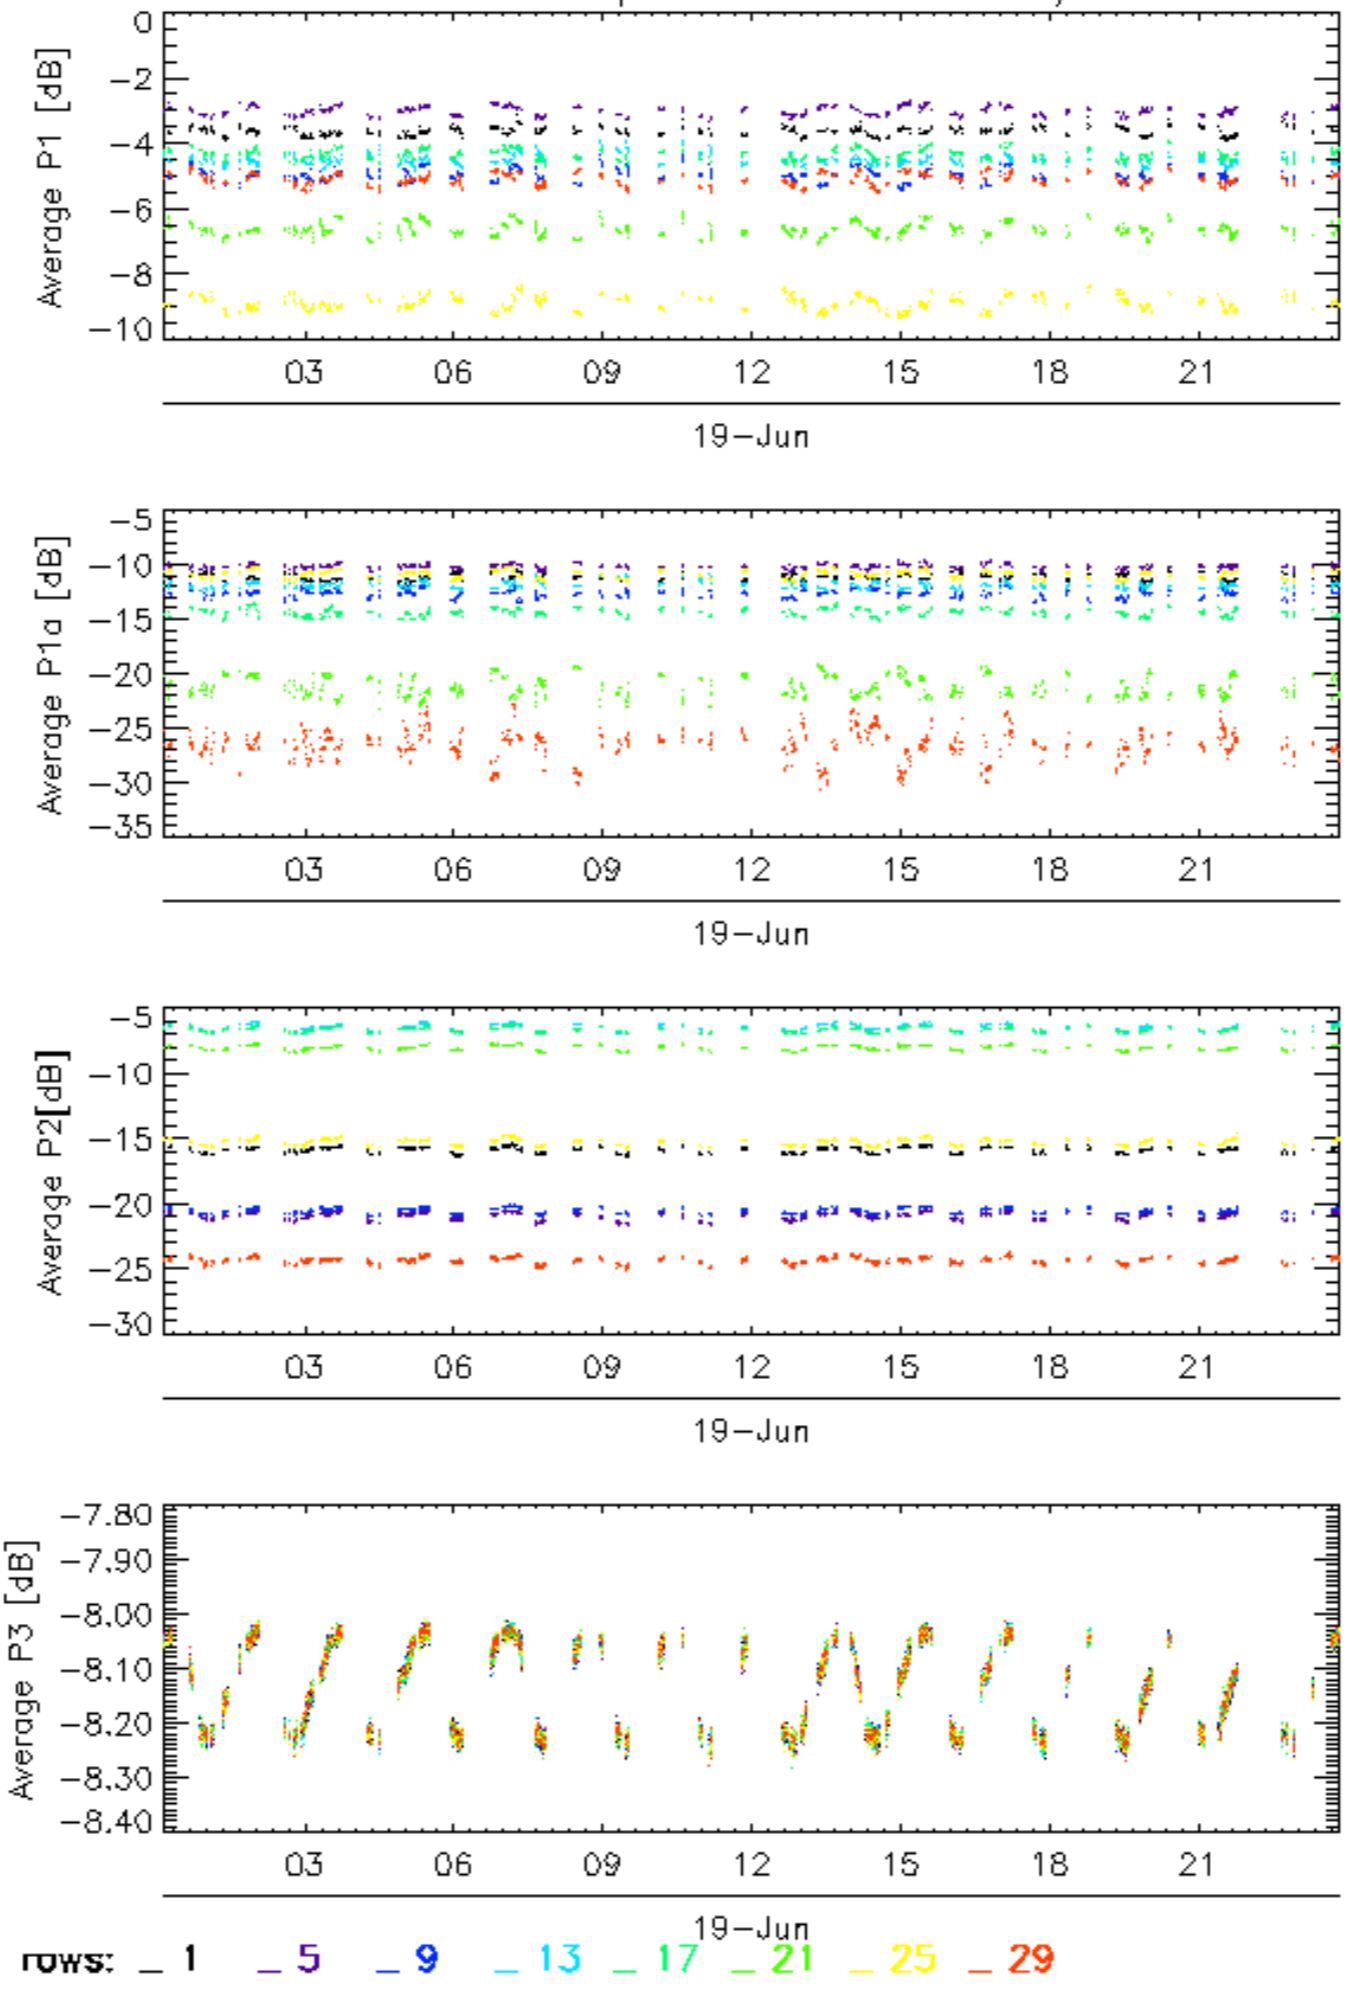 0
Average P1 [dB]
−2
−4
−6
−8
−10
03 06 09 12 15 18 21
19−Jun
−5
Average P1a [dB]
−10
−15
−20
−25
−30
−35
03 06 09 12 15 18 21
19−Jun
−5
Average P2[dB]
−10
−15
−20
−25
−30
03 06 09 12 15 18 21
19−Jun
−7.80
Average P3 [dB]
−7.90
−8.00
−8.10
−8.20
−8.30
−8.40
03 06 09 12 15 18 21
19−Jun
rows: _ 1 _ 5 _ 9 _ 13 _ 17 _ 21 _ 25 _ 29